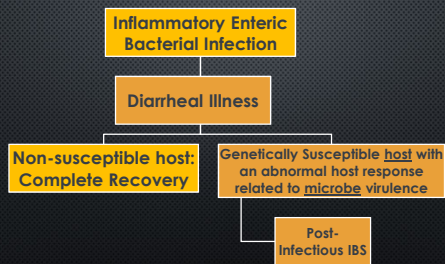 Inflammatory Enteric
Bacterial Infection
Diarrheal Illness
Non-susceptible host:
Complete Recovery
Genetically Susceptible host with
an abnormal host response
related to microbe virulence
Post-
Infectious IBS